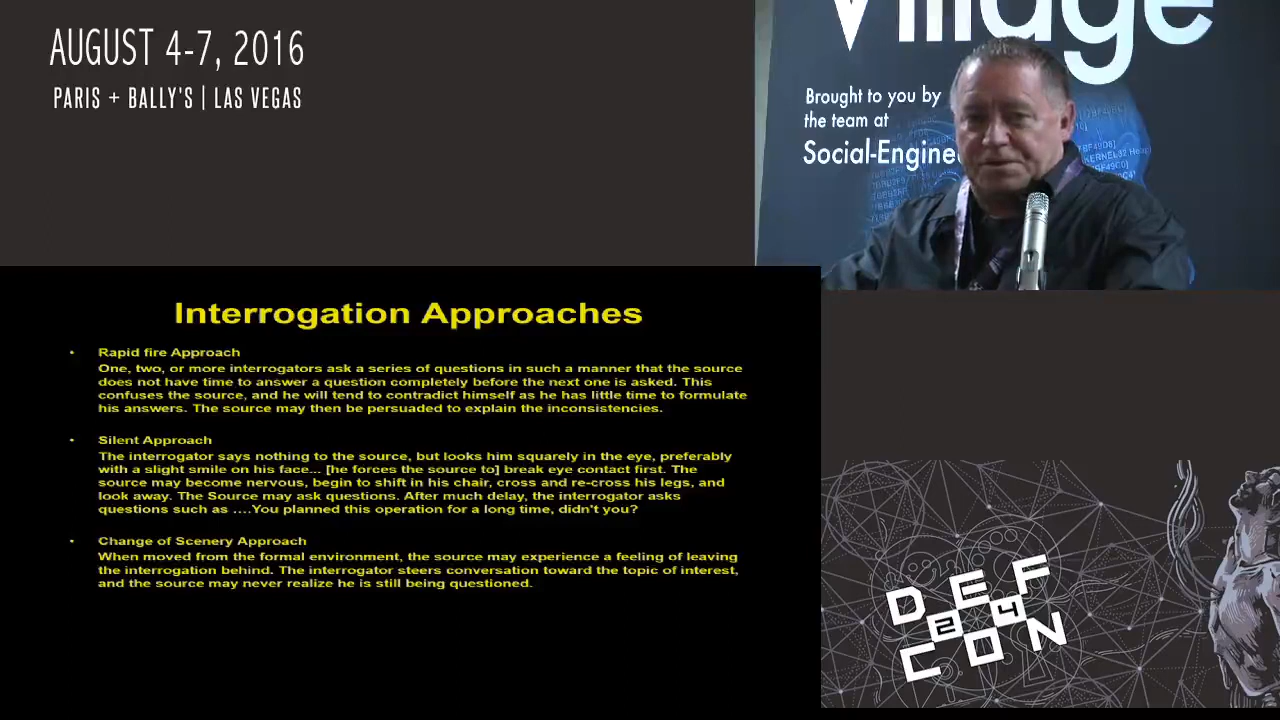 AUGUST 4-7, 2016
PARIS + BALLY'S | LAS VEGAS
Village
Brought to you by
the team at
Social-Engine
Interrogation Approaches
• Rapid fire Approach
One, two, or more interrogators ask a series of questions in such a manner that the source
does not have time to answer a question completely before the next one is asked. This
confuses the source, and he will tend to contradict himself as he has little time to formulate
his answers. The source may then be persuaded to explain the inconsistencies.
• Silent Approach
The interrogator says nothing to the source, but looks him squarely in the eye, preferably
with a slight smile on his face... [he forces the source to] break eye contact first. The
source may become nervous, begin to shift in his chair, cross and re-cross his legs, and
look away. The Source may ask questions. After much delay, the interrogator asks
questions such as ....You planned this operation for a long time, didn't you?
• Change of Scenery Approach
When moved from the formal environment, the source may experience a feeling of leaving
the interrogation behind. The interrogator steers conversation toward the topic of interest,
and the source may never realize he is still being questioned.
DEF
24
CON